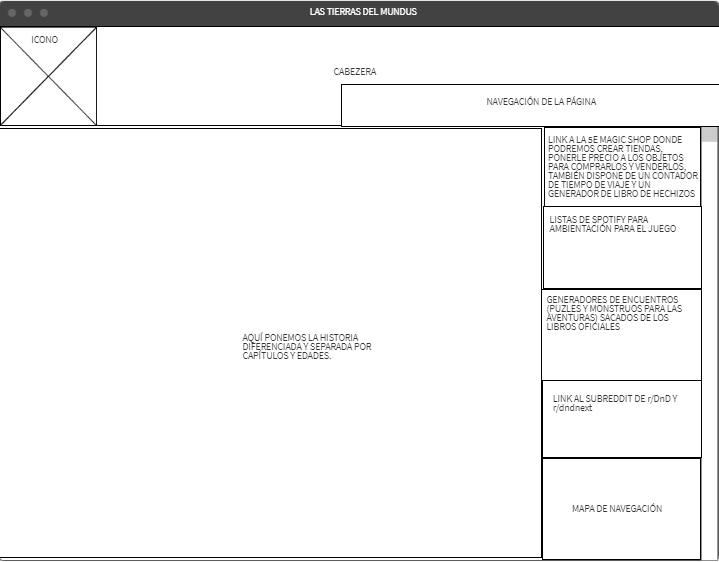 LAS TIERRAS DEL MUNDUS
ICONO
CABEZERA
NAVEGACIÓN DE LA PÁGINA
LINK A LA 5E MAGIC SHOP DONDE
PODREMOS CREAR TIENDAS,
PONERLE PRECIO A LOS OBJETOS
PARA COMPRARLOS Y VENDERLOS,
TAMBIÉN DISPONE DE UN CONTADOR
DE TIEMPO DE VIAJE Y UN
GENERADOR DE LIBRO DE HECHIZOS
LISTAS DE SPOTIFY PARA
AMBIENTACIÓN PARA EL JUEGO
GENERADORES DE ENCUENTROS
(PUZLES Y MONSTRUOS PARA LAS
AVENTURAS) SACADOS DE LOS
LIBROS OFICIALES
AQUÍ PONEMOS LA HISTORIA
DIFERENCIADA Y SEPARADA POR
CAPÍTULOS Y EDADES.
LINK AL SUBREDDIT DE r/DnD Y
r/dndnext
MAPA DE NAVEGACIÓN